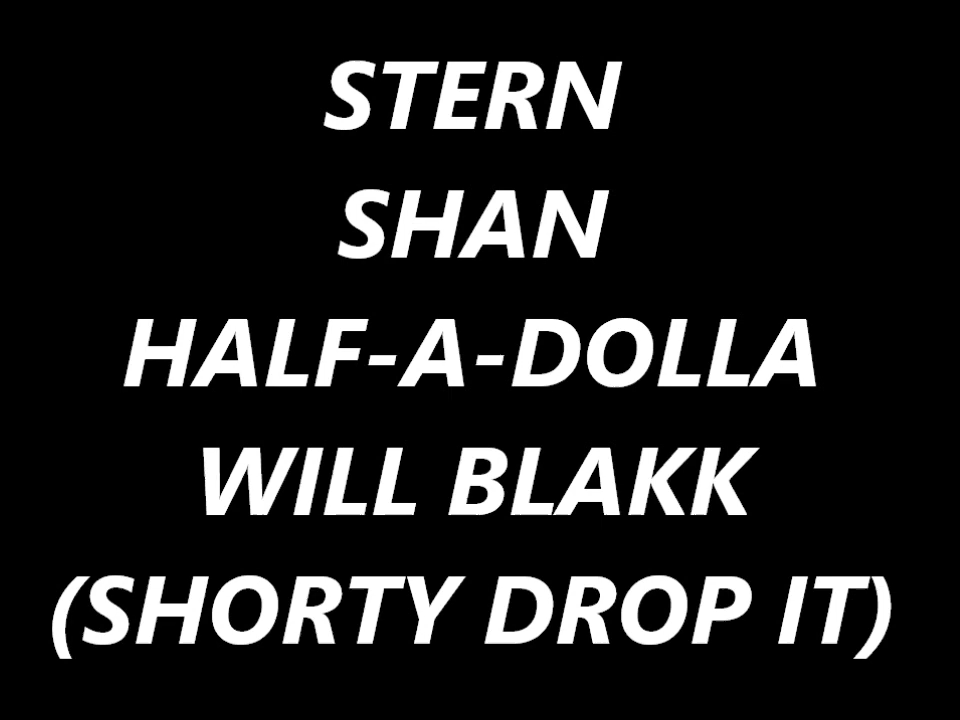 STERN
SHAN
HALF-A-DOLLA
WILL BLAKK
(SHORTY DROP IT)